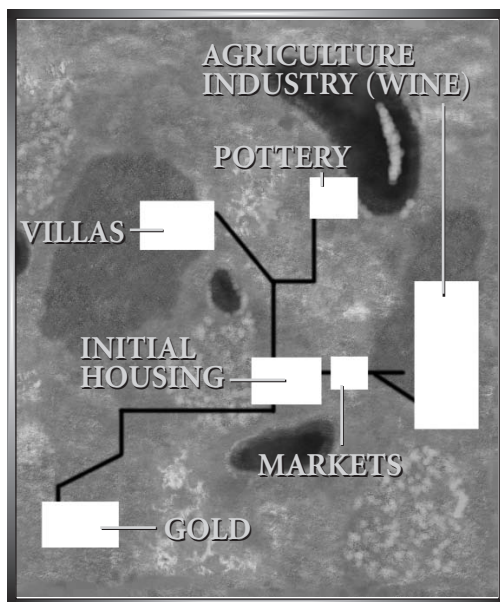 AGRICULTURE
INDUSTRY (WINE)
POTTERY
VILLAS
INITIAL
HOUSING
MARKETS
GOLD